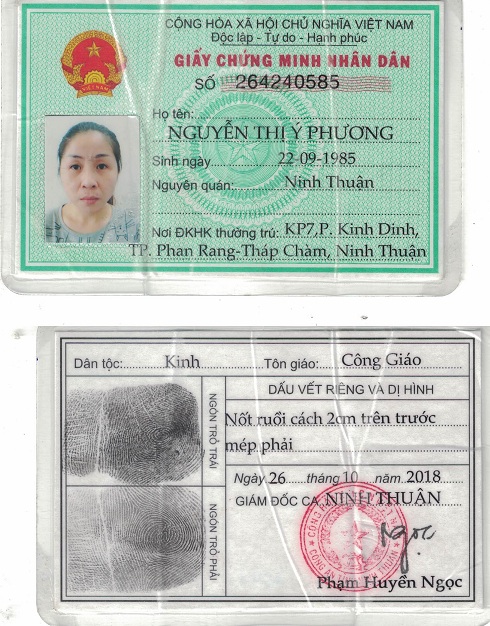 CỘNG HÒA XÃ HỘI CHỦ NGHĨA VIỆT NAM
Độc lập - Tự do - Hạnh phúc
GIẤY CHỨNG MINH NHÂN DÂN
SỐ 264240585
Họ tên:
NGUYỄN THỊ Ý PHƯƠNG
Sinh ngày 22-09-1985
Nguyên quán: Ninh Thuận
Nơi ĐKHK thường trú: KP7,P. Kinh Dinh,
TP. Phan Rang-Tháp Chàm, Ninh Thuận
Dân tộc: Kinh Tôn giáo: Công Giáo
NGÓN TRỎ TRÁI
NGÓN TRỎ PHẢI
DẤU VẾT RIÊNG VÀ DỊ HÌNH
Nốt ruồi cách 2cm trên trước
mép phải
Ngày 26 tháng 10 năm 2018
GIÁM ĐỐC CA NINH THUẬN
Ngọc
Phạm Huyền Ngọc